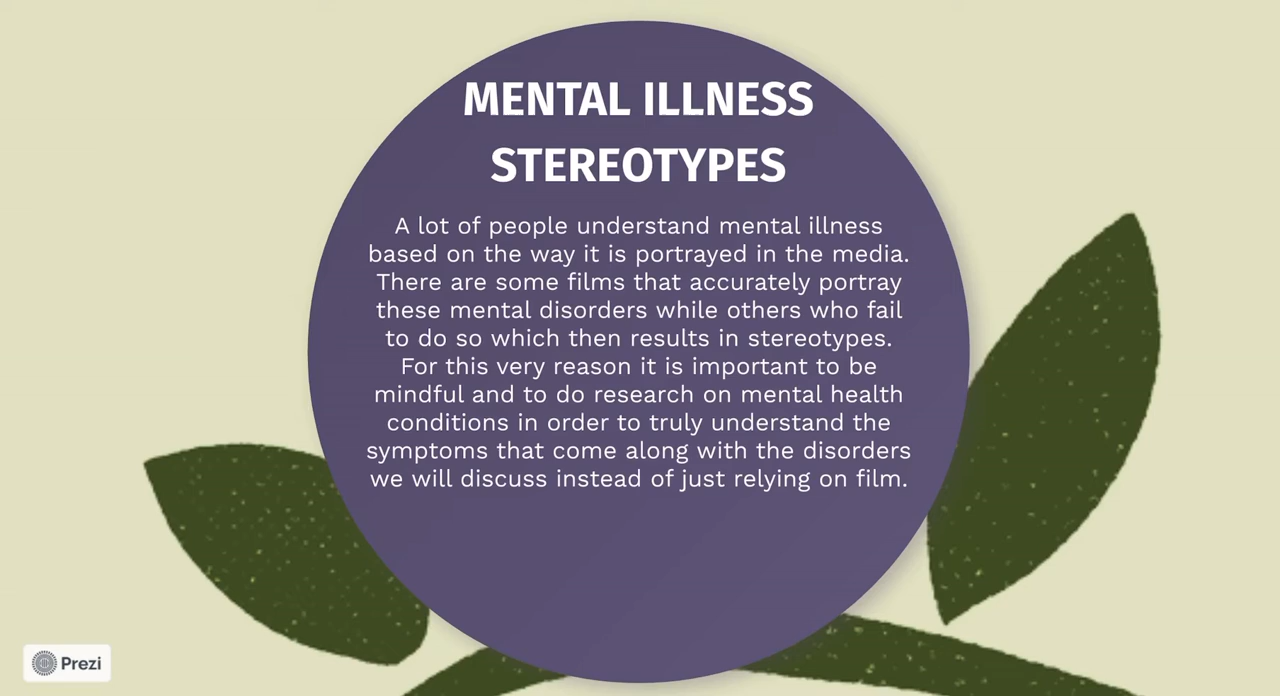 MENTAL ILLNESS
STEREOTYPES
A lot of people understand mental illness
based on the way it is portrayed in the media.
There are some films that accurately portray
these mental disorders while others who fail
to do so which then results in stereotypes.
For this very reason it is important to be
mindful and to do research on mental health
conditions in order to truly understand the
symptoms that come along with the disorders
we will discuss instead of just relying on film.
Prezi